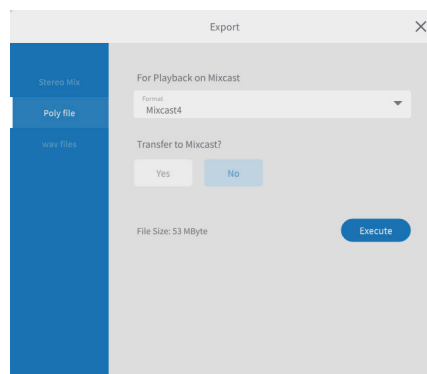 Export
Stereo Mix
Poly file
wav files
For Playback on Mixcast
Format
Mixcast4
Transfer to Mixcast?
Yes
No
File Size: 53 MByte
Execute